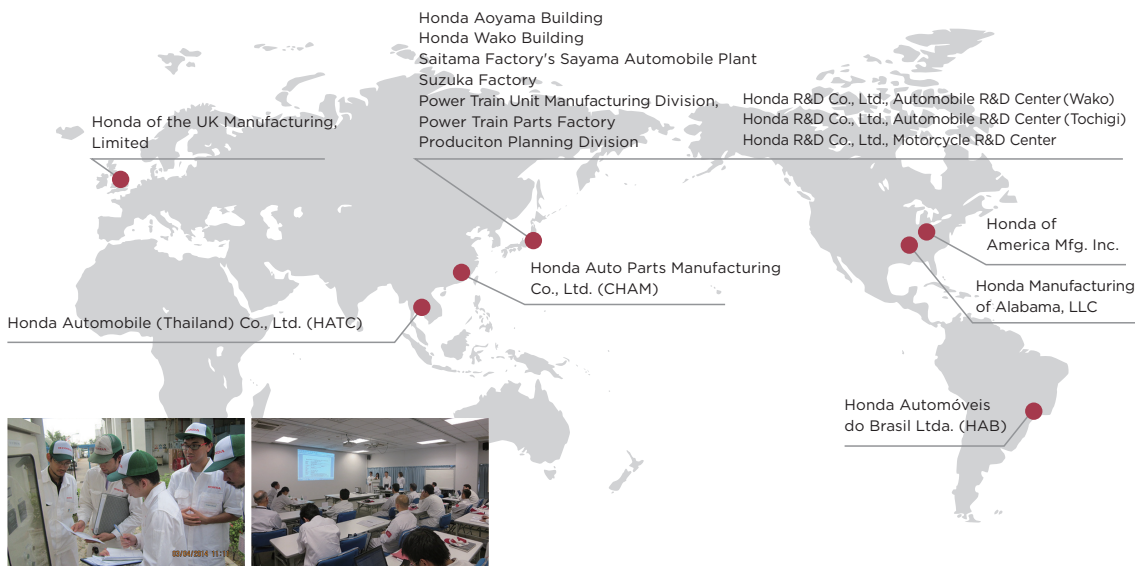 Honda Aoyama Building
Honda Wako Building
Saitama Factory's Sayama Automobile Plant
Suzuka Factory
Power Train Unit Manufacturing Division,
Power Train Parts Factory
Produciton Planning Division
Honda R&D Co., Ltd., Automobile R&D Center (Wako)
Honda R&D Co., Ltd., Automobile R&D Center (Tochigi)
Honda R&D Co., Ltd., Motorcycle R&D Center
Honda of the UK Manufacturing,
Limited
Honda of
America Mfg. Inc.
Honda Auto Parts Manufacturing
Co., Ltd. (CHAM)
Honda Manufacturing
of Alabama, LLC
Honda Automobile (Thailand) Co., Ltd. (HATC)
Honda Automóveis
do Brasil Ltda. (HAB)